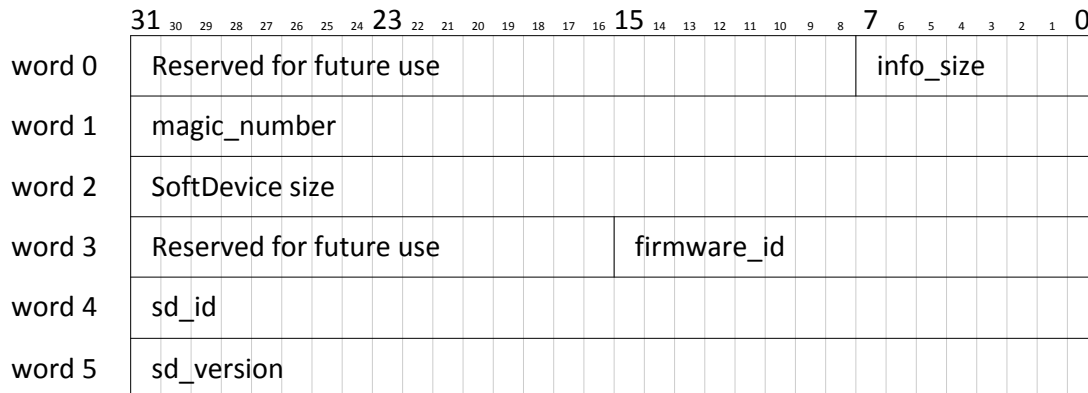 31 30 29 28 27 26 25 24 23 22 21 20 19 18 17 16 15 14 13 12 11 10 9 8 7 6 5 4 3 2 1 0
word 0 Reserved for future use info_size
word 1 magic_number
word 2 SoftDevice size
word 3 Reserved for future use firmware_id
word 4 sd_id
word 5 sd_version